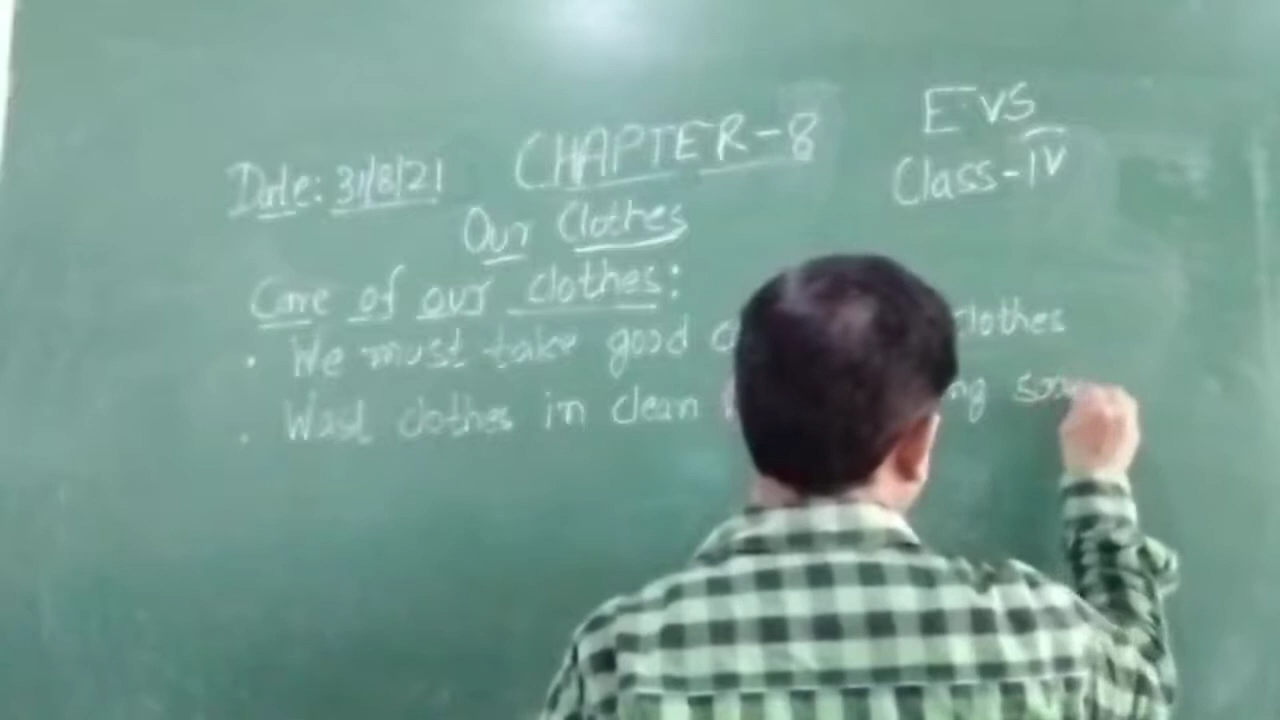 EVS
CHAPTER-8
Date: 31/8/21
Class-IV
Our Clothes
Care of our clothes:
. We must take good clothes
. Wash clothes in clean